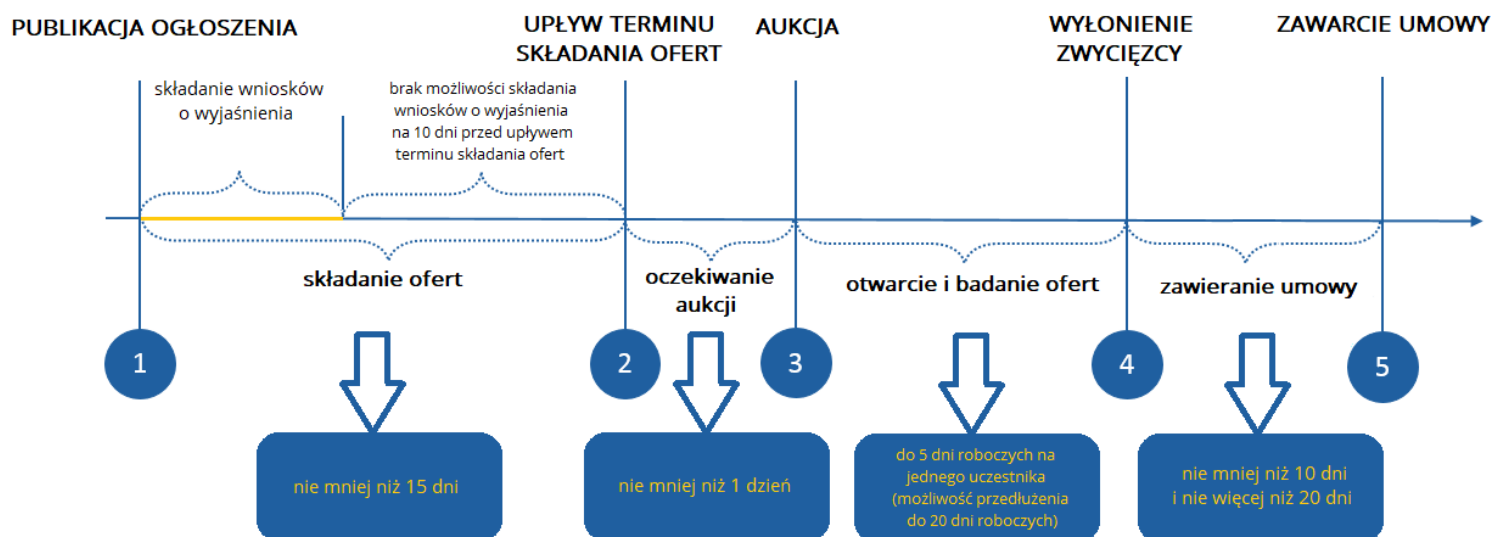 PUBLIKACJA OGŁOSZENIA
UPŁYW TERMINU
SKŁADANIA OFERT
AUKCJA
WYŁONIENIE
ZWYCIĘZCY
ZAWARCIE UMOWY
składanie wniosków
o wyjaśnienia
brak możliwości składania
wniosków o wyjaśnienia
na 10 dni przed upływem
terminu składania ofert
składanie ofert
oczekiwanie
aukcji
otwarcie i badanie ofert
zawieranie umowy
1
2
3
4
5
nie mniej niż 15 dni
nie mniej niż 1 dzień
do 5 dni roboczych na
jednego uczestnika
(możliwość przedłużenia
do 20 dni roboczych)
nie mniej niż 10 dni
i nie więcej niż 20 dni